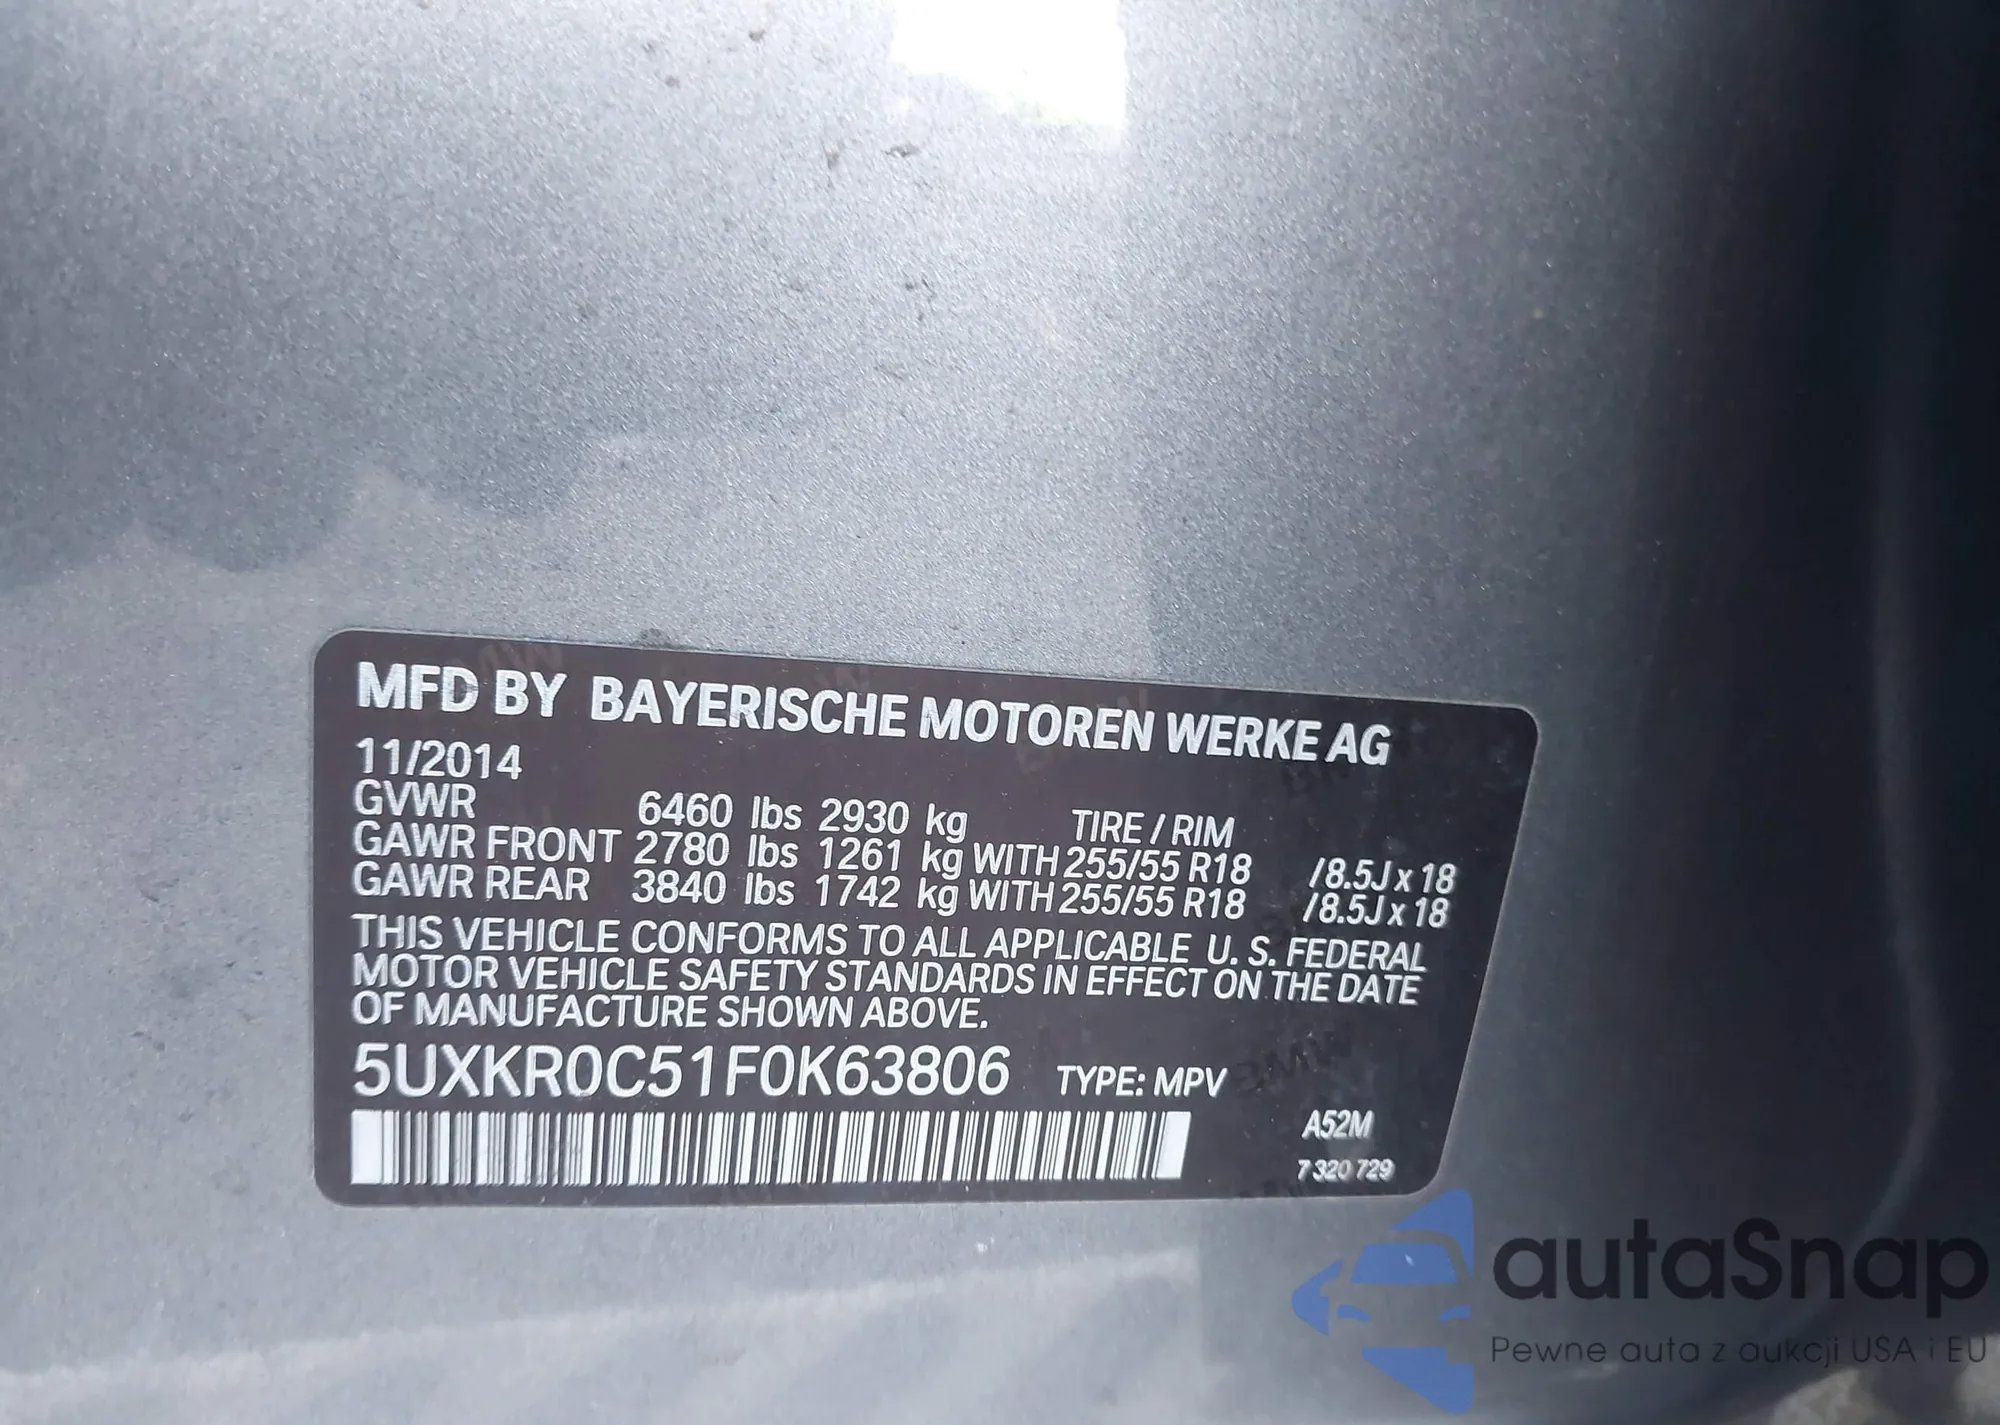 MFD BY BAYERISCHE MOTOREN WERKE AG
11/2014
GVWR 6460 lbs 2930 kg TIRE / RIM
GAWR FRONT 2780 lbs 1261 kg WITH 255/55 R18 /8.5J x 18
GAWR REAR 3840 lbs 1742 kg WITH 255/55 R18 /8.5J x 18
THIS VEHICLE CONFORMS TO ALL APPLICABLE U. S. FEDERAL
MOTOR VEHICLE SAFETY STANDARDS IN EFFECT ON THE DATE
OF MANUFACTURE SHOWN ABOVE.
5UXKR0C51F0K63806 TYPE: MPV
A52M
7 320 729
autaSnap
Pewne auta z aukcji USA i EU